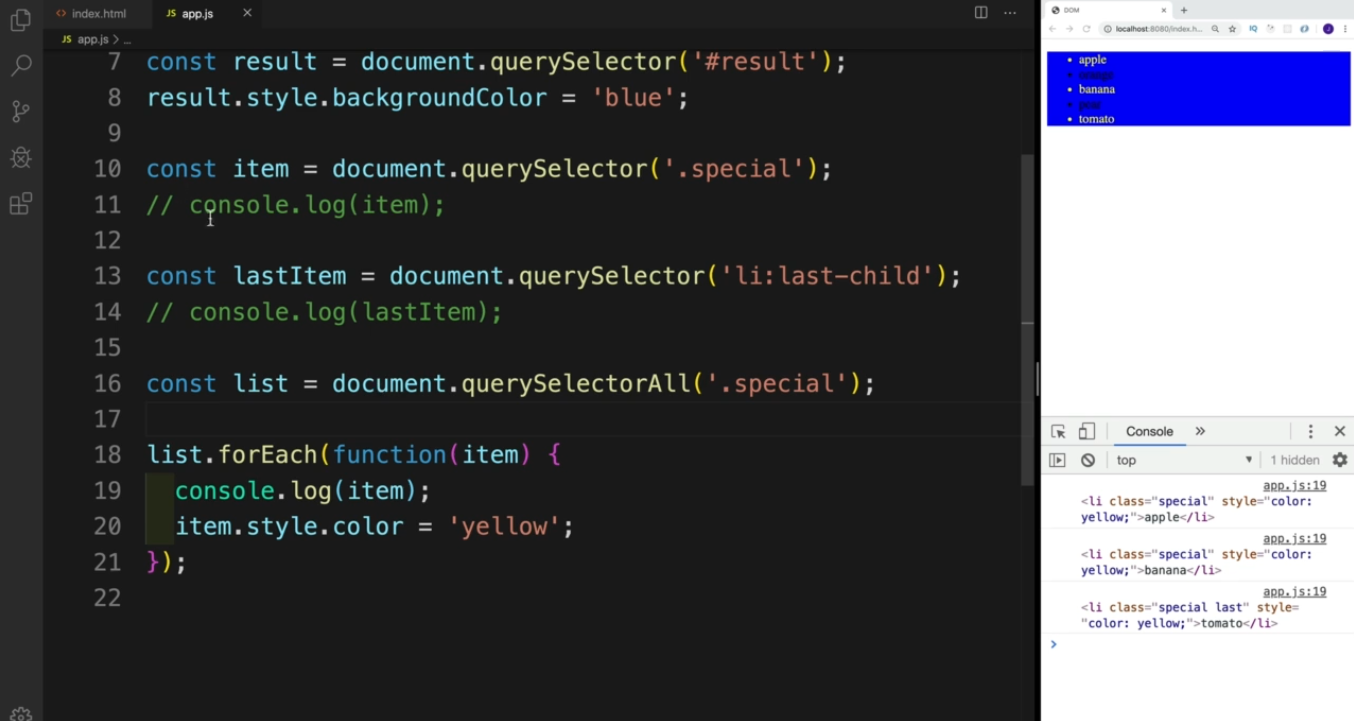 index.html
JS app.js
JS app.js > ...
7 const result = document.querySelector('#result');
8 result.style.backgroundColor = 'blue';
9
10 const item = document.querySelector('.special');
11 // console.log(item);
12
13 const lastItem = document.querySelector('li:last-child');
14 // console.log(lastItem);
15
16 const list = document.querySelectorAll('.special');
17
18 list.forEach(function(item) {
19 console.log(item);
20 item.style.color = 'yellow';
21 });
22
DOM
localhost:8080/index.h...
IQ
apple
orange
banana
pear
tomato
Console
top
1 hidden
app.js:19
<li class="special" style="color:
yellow;">apple</li>
app.js:19
<li class="special" style="color:
yellow;">banana</li>
app.js:19
<li class="special last" style=
"color: yellow;">tomato</li>